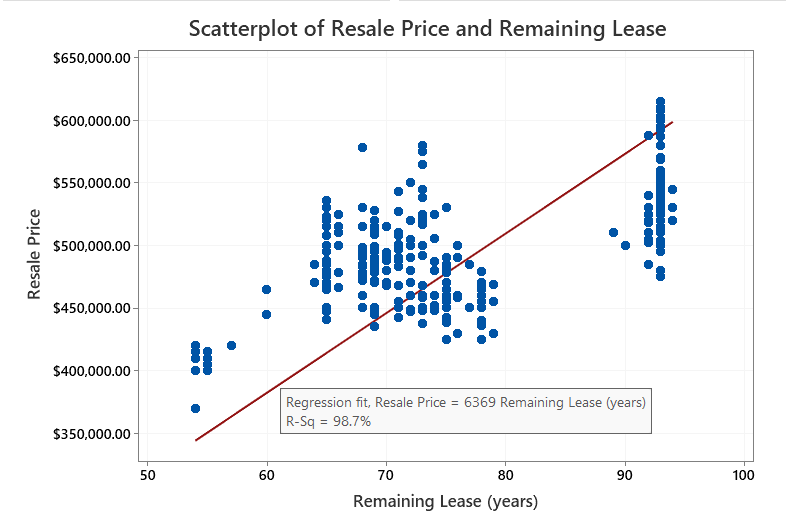 Scatterplot of Resale Price and Remaining Lease
$650,000.00
$600,000.00
$550,000.00
$500,000.00
$450,000.00
$400,000.00
$350,000.00
Resale Price
Regression fit, Resale Price = 6369 Remaining Lease (years)
R-Sq = 98.7%
50 60 70 80 90 100
Remaining Lease (years)